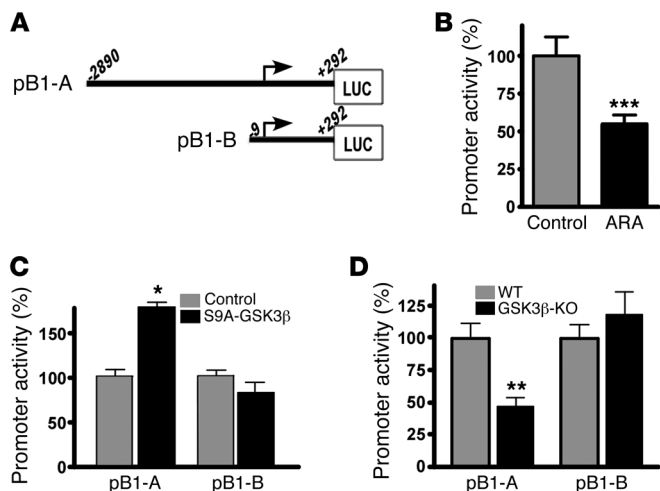 A
-2890
+292
pB1-A
LUC
-9
+292
pB1-B
LUC
B
Promoter activity (%)
100
75
50
25
0
***
Control
ARA
C
Promoter activity (%)
150
100
50
0
*
Control
S9A-GSK3β
pB1-A
pB1-B
D
Promoter activity (%)
125
100
75
50
25
0
**
WT
GSK3β-KO
pB1-A
pB1-B